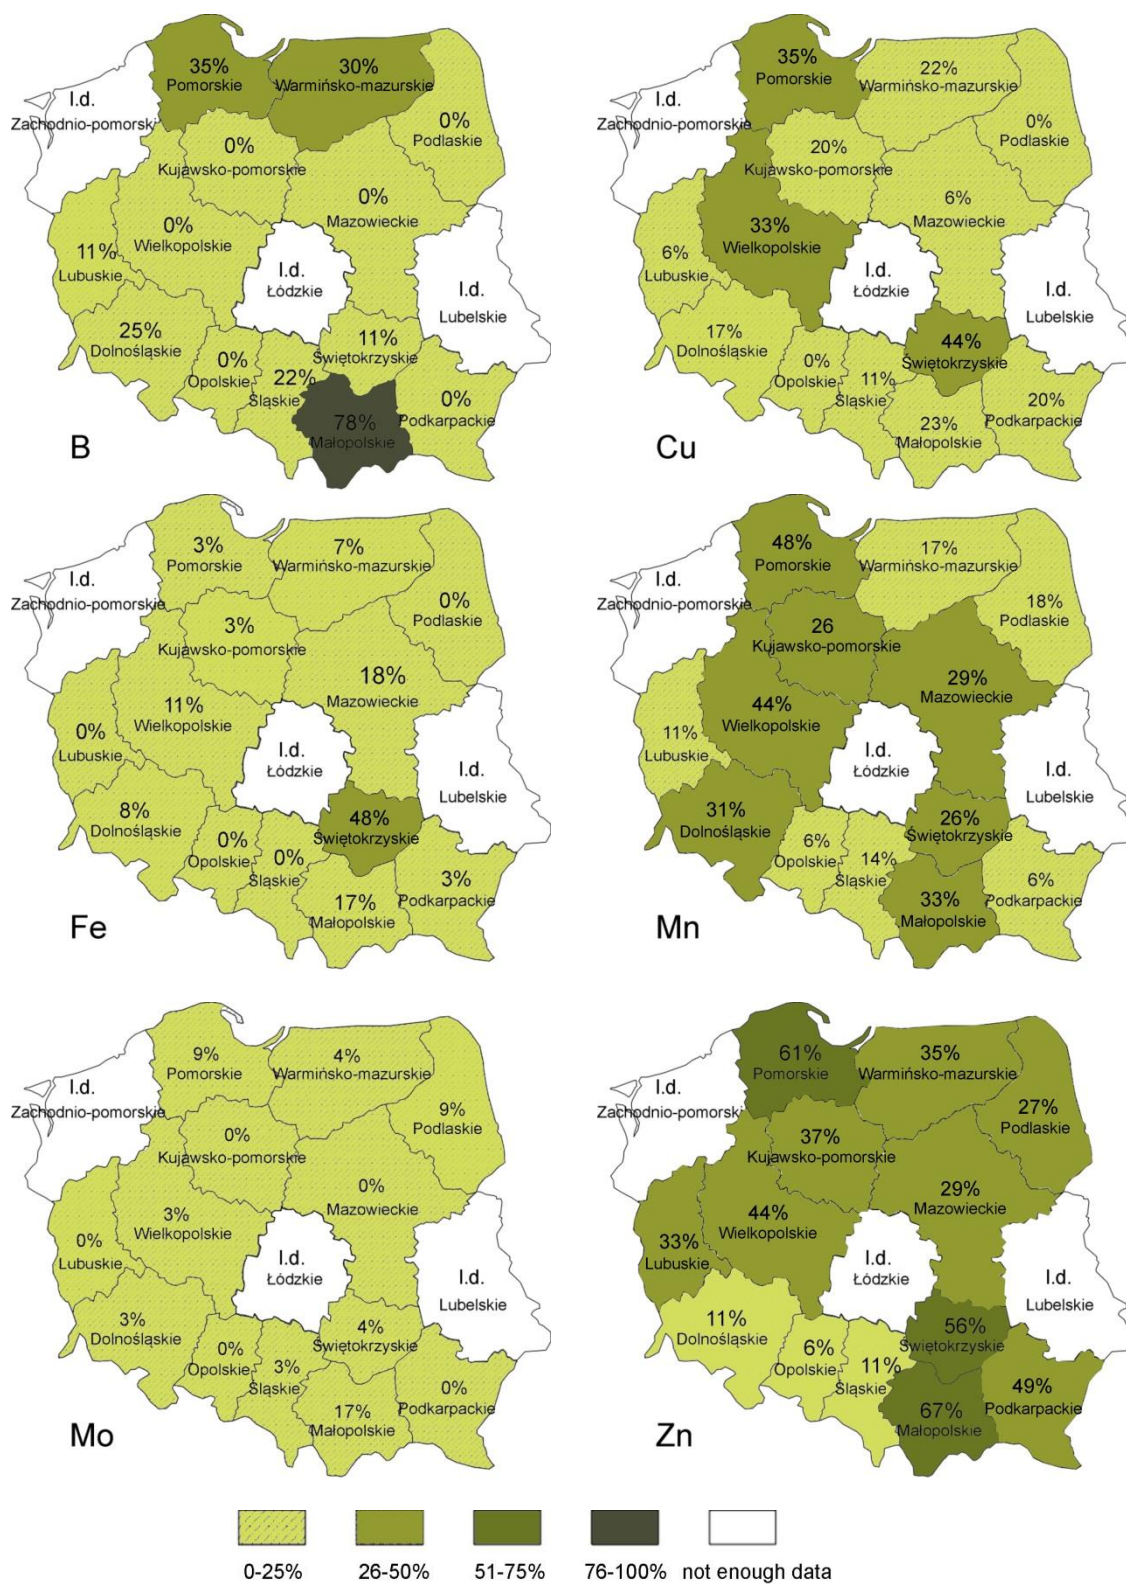 35%
Pomorskie
30%
Warmińsko-mazurskie
I.d.
Zachodnio-pomorski
0%
Podlaskie
0%
Kujawsko-pomorskie
0%
Mazowieckie
0%
Wielkopolskie
11%
Lubuskie
I.d.
Łódzkie
I.d.
Lubelskie
25%
Dolnośląskie
0%
Opolskie
22%
Śląskie
11%
Świętokrzyskie
78%
Małopolskie
0%
Podkarpackie
B
35%
Pomorskie
22%
Warmińsko-mazurskie
I.d.
Zachodnio-pomorskie
0%
Podlaskie
20%
Kujawsko-pomorskie
6%
Mazowieckie
33%
Wielkopolskie
6%
Lubuskie
I.d.
Łódzkie
I.d.
Lubelskie
17%
Dolnośląskie
0%
Opolskie
11%
Śląskie
44%
Świętokrzyskie
23%
Małopolskie
20%
Podkarpackie
Cu
3%
Pomorskie
7%
Warmińsko-mazurskie
I.d.
Zachodnio-pomorskie
0%
Podlaskie
3%
Kujawsko-pomorskie
18%
Mazowieckie
11%
Wielkopolskie
0%
Lubuskie
I.d.
Łódzkie
I.d.
Lubelskie
8%
Dolnośląskie
0%
Opolskie
0%
Śląskie
48%
Świętokrzyskie
17%
Małopolskie
3%
Podkarpackie
Fe
48%
Pomorskie
17%
Warmińsko-mazurskie
I.d.
Zachodnio-pomorskie
18%
Podlaskie
26
Kujawsko-pomorskie
29%
Mazowieckie
44%
Wielkopolskie
11%
Lubuskie
I.d.
Łódzkie
I.d.
Lubelskie
31%
Dolnośląskie
6%
Opolskie
14%
Śląskie
26%
Świętokrzyskie
33%
Małopolskie
6%
Podkarpackie
Mn
9%
Pomorskie
4%
Warmińsko-mazurskie
I.d.
Zachodnio-pomorskie
9%
Podlaskie
0%
Kujawsko-pomorskie
0%
Mazowieckie
3%
Wielkopolskie
0%
Lubuskie
I.d.
Łódzkie
I.d.
Lubelskie
3%
Dolnośląskie
0%
Opolskie
3%
Śląskie
4%
Świętokrzyskie
17%
Małopolskie
0%
Podkarpackie
Mo
61%
Pomorskie
35%
Warmińsko-mazurskie
I.d.
Zachodnio-pomorskie
27%
Podlaskie
37%
Kujawsko-pomorskie
29%
Mazowieckie
44%
Wielkopolskie
33%
Lubuskie
I.d.
Łódzkie
I.d.
Lubelskie
11%
Dolnośląskie
6%
Opolskie
11%
Śląskie
56%
Świętokrzyskie
67%
Małopolskie
49%
Podkarpackie
Zn
0-25% 26-50% 51-75% 76-100% not enough data